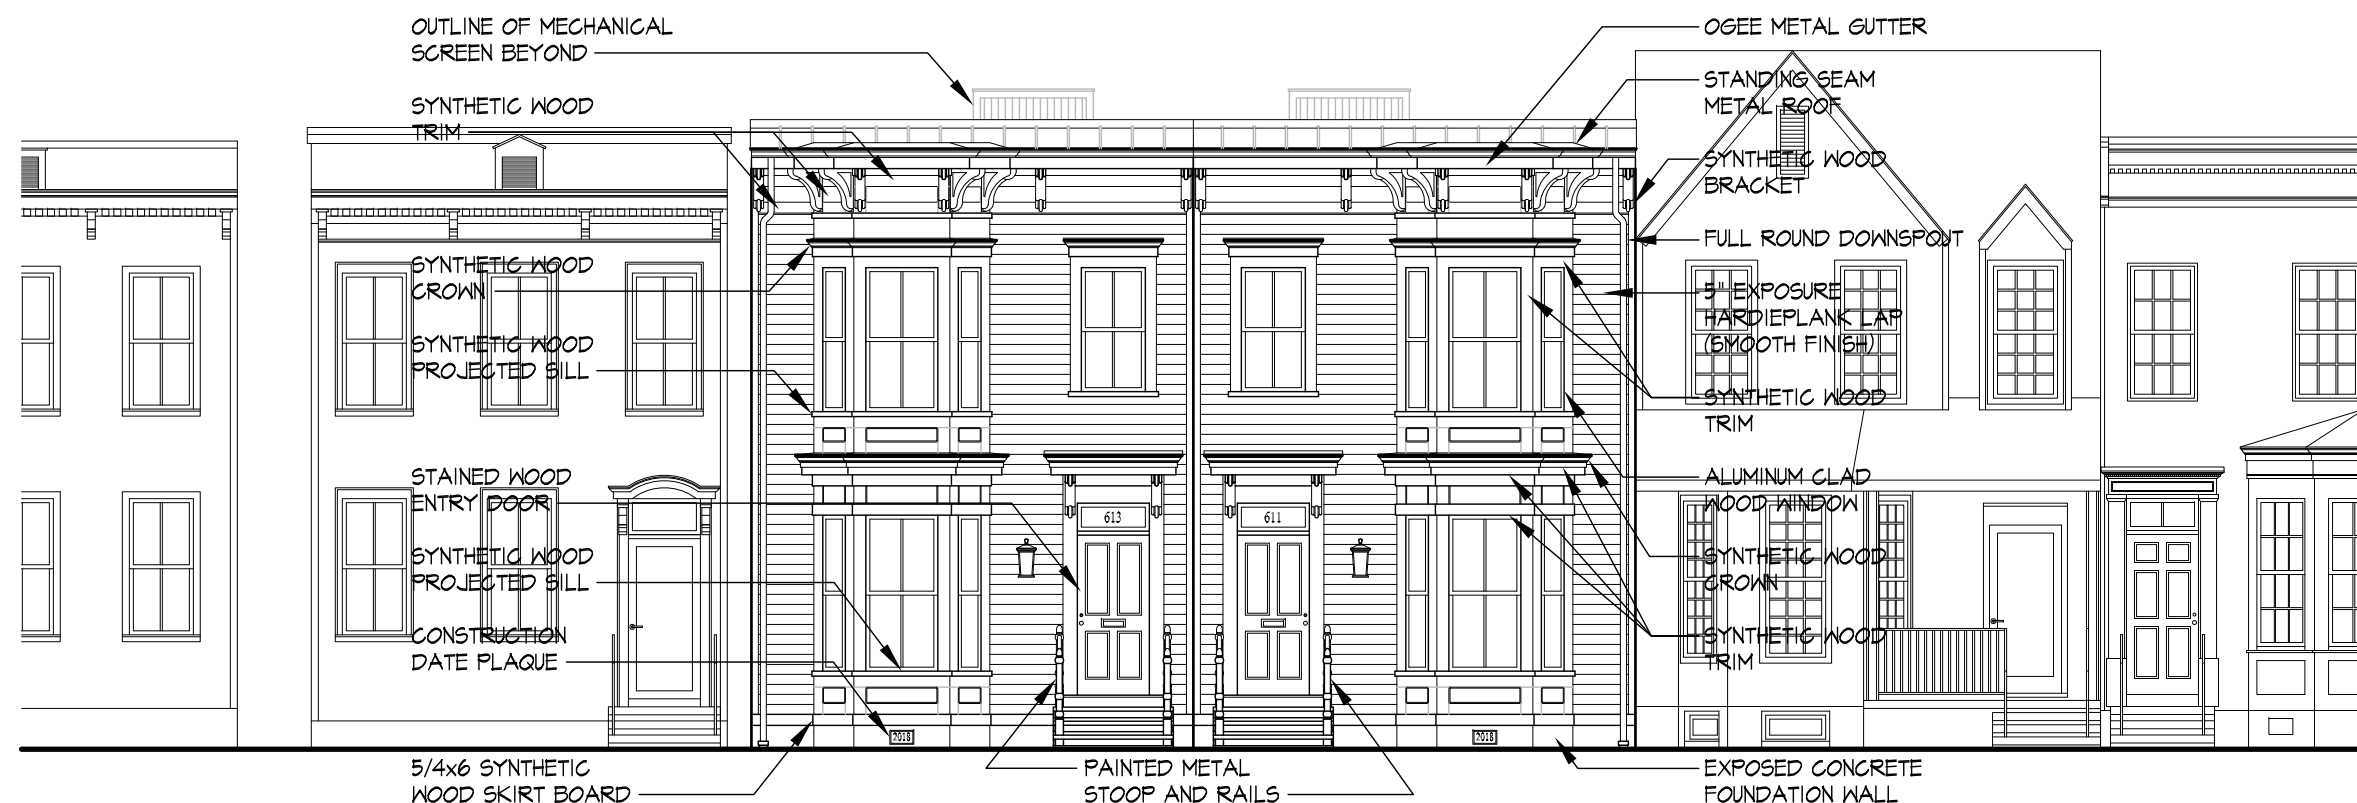 OUTLINE OF MECHANICAL
SCREEN BEYOND
SYNTHETIC WOOD
TRIM
SYNTHETIC WOOD
CROWN
SYNTHETIC WOOD
PROJECTED SILL
STAINED WOOD
ENTRY DOOR
SYNTHETIC WOOD
PROJECTED SILL
CONSTRUCTION
DATE PLAQUE
5/4x6 SYNTHETIC
WOOD SKIRT BOARD
613
611
2018
2018
PAINTED METAL
STOOP AND RAILS
OGEE METAL GUTTER
STANDING SEAM
METAL ROOF
SYNTHETIC WOOD
BRACKET
FULL ROUND DOWNSPOUT
5" EXPOSURE
HARDIEPLANK LAP
(SMOOTH FINISH)
SYNTHETIC WOOD
TRIM
ALUMINUM CLAD
WOOD WINDOW
SYNTHETIC WOOD
CROWN
SYNTHETIC WOOD
TRIM
EXPOSED CONCRETE
FOUNDATION WALL